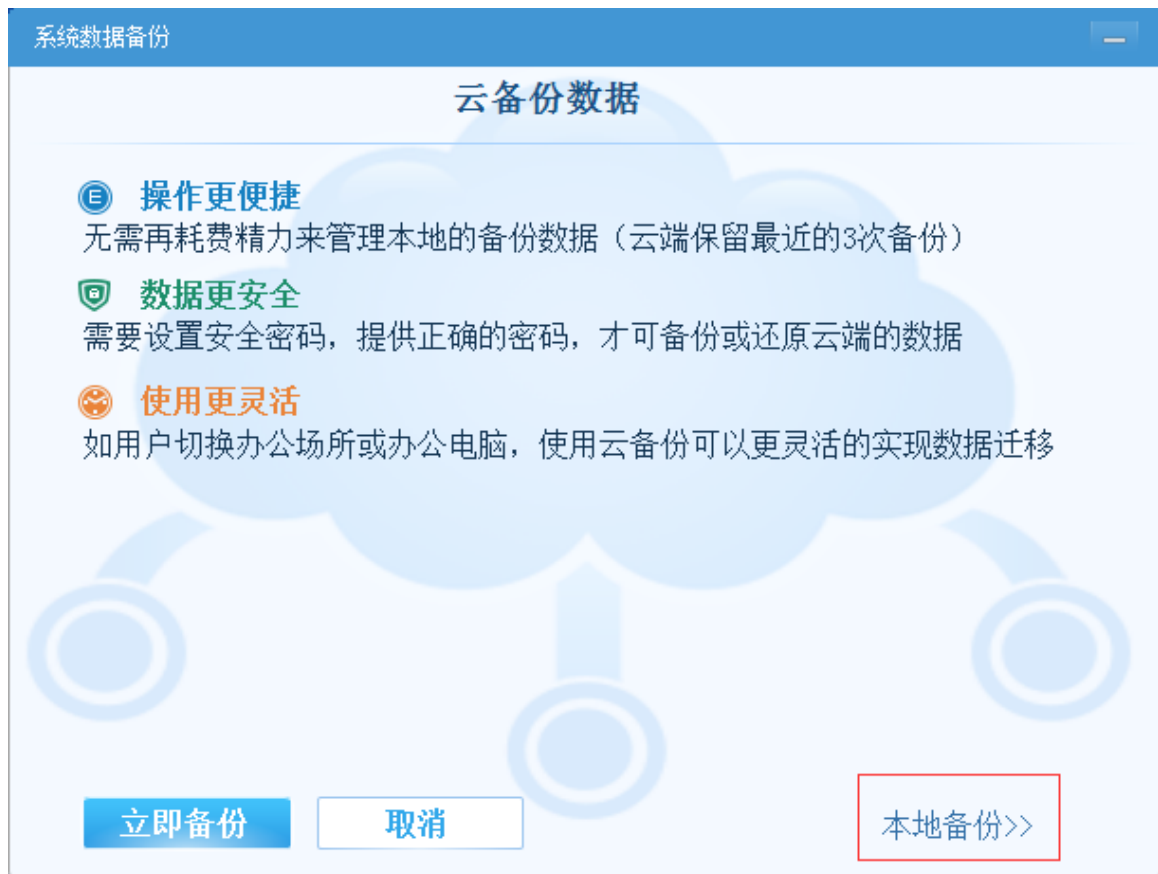 系统数据备份
云备份数据
操作更便捷
无需再耗费精力来管理本地的备份数据（云端保留最近的3次备份）
数据更安全
需要设置安全密码，提供正确的密码，才可备份或还原云端的数据
使用更灵活
如用户切换办公场所或办公电脑，使用云备份可以更灵活的实现数据迁移
立即备份 取消 本地备份>>